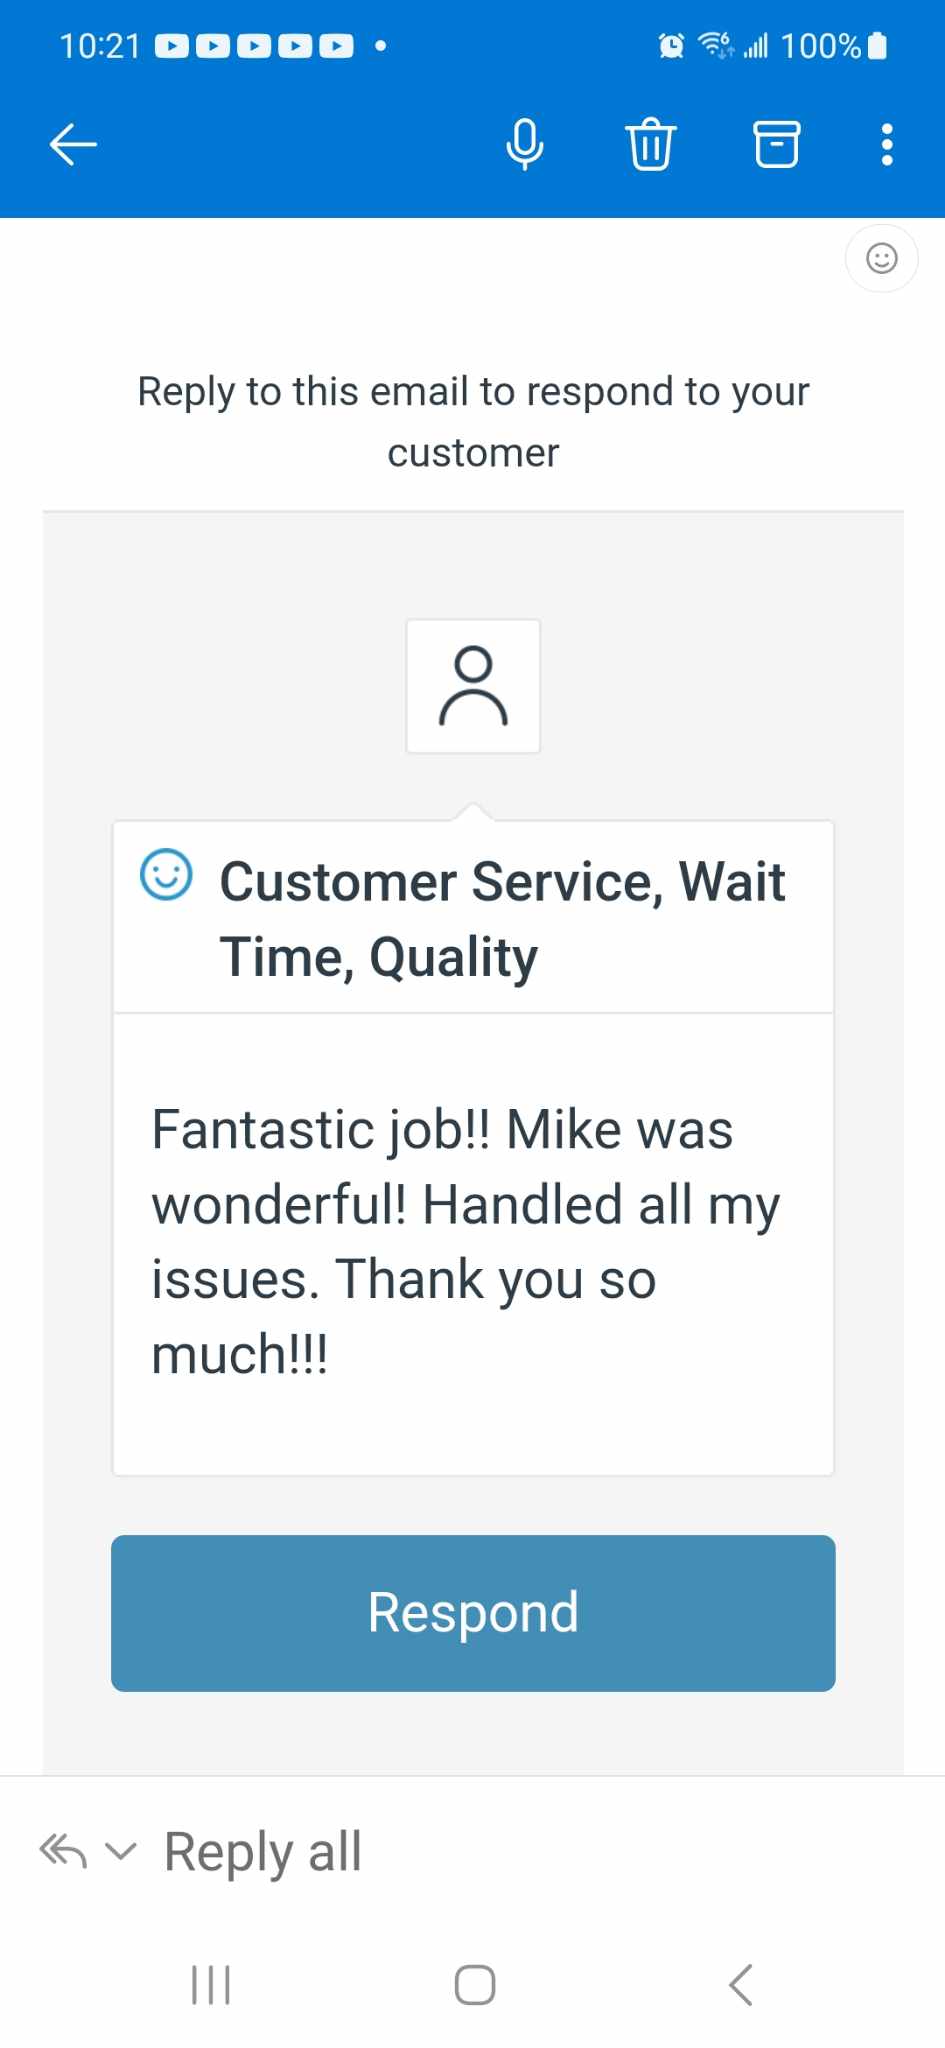 10:21
6
100%
Reply to this email to respond to your
customer
Customer Service, Wait
Time, Quality
Fantastic job!! Mike was
wonderful! Handled all my
issues. Thank you so
much!!!
Respond
Reply all